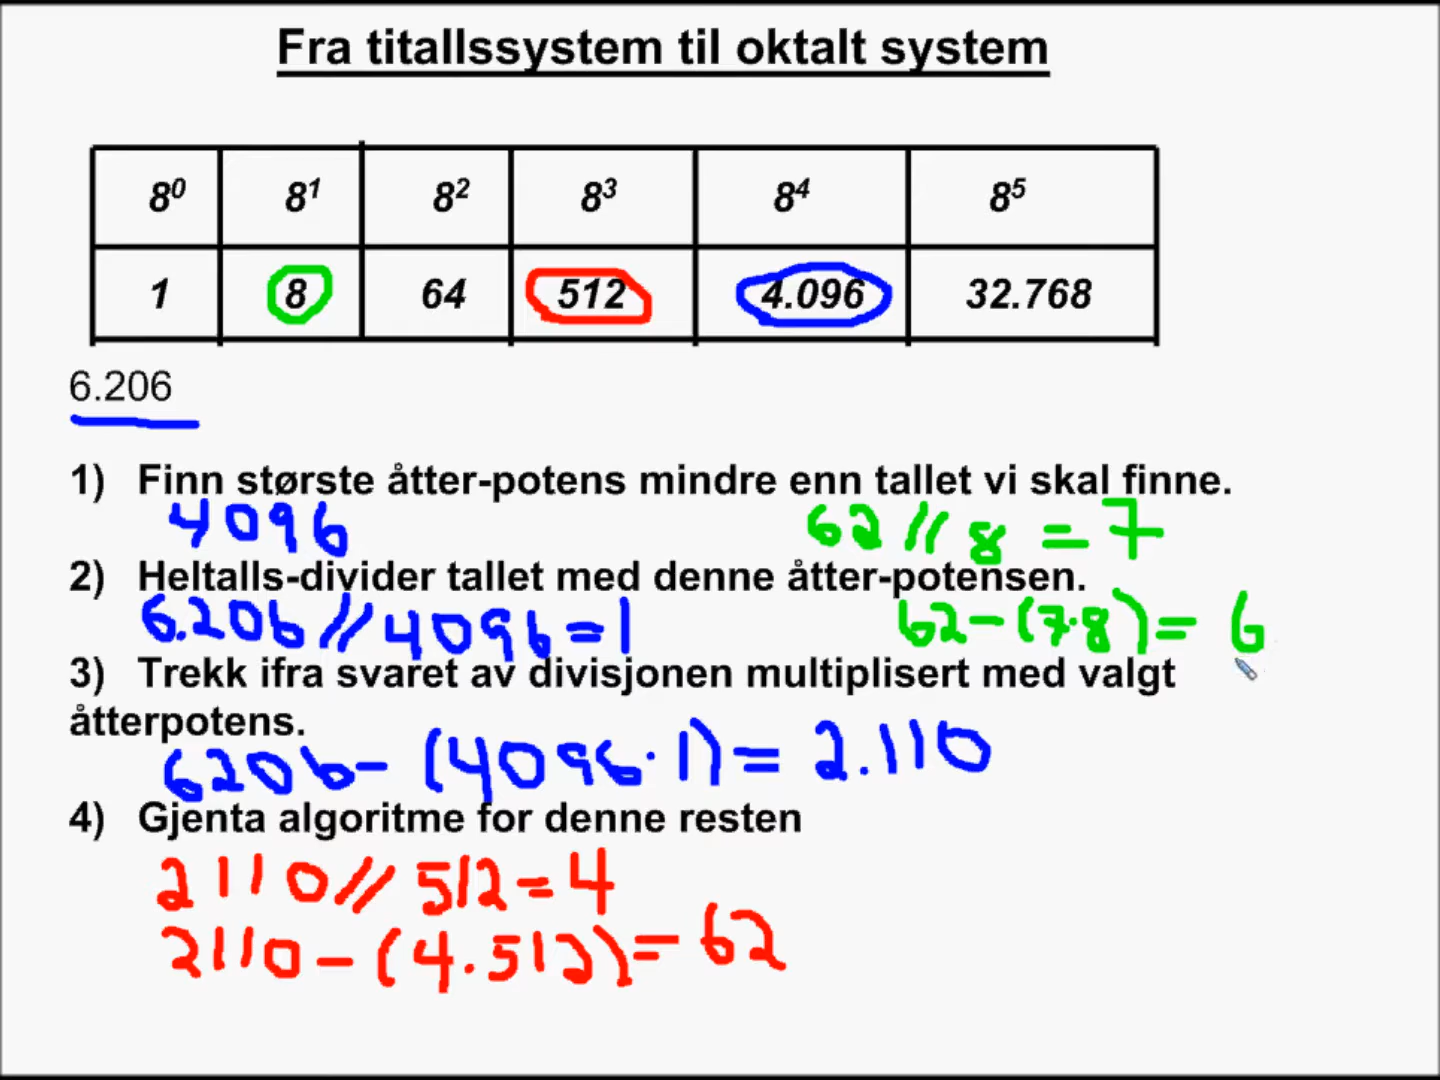 Fra titallssystem til oktalt system
8⁰ 8¹ 8² 8³ 8⁴ 8⁵
1 8 64 512 4.096 32.768
6.206
1) Finn største åtter-potens mindre enn tallet vi skal finne.
4096 62 // 8 = 7
2) Heltalls-divider tallet med denne åtter-potensen.
6.206 // 4096 = 1 62 - (7·8) = 6
3) Trekk ifra svaret av divisjonen multiplisert med valgt
åtterpotens.
6206 - (4096·1) = 2.110
4) Gjenta algoritme for denne resten
2110 // 512 = 4
2110 - (4·512) = 62